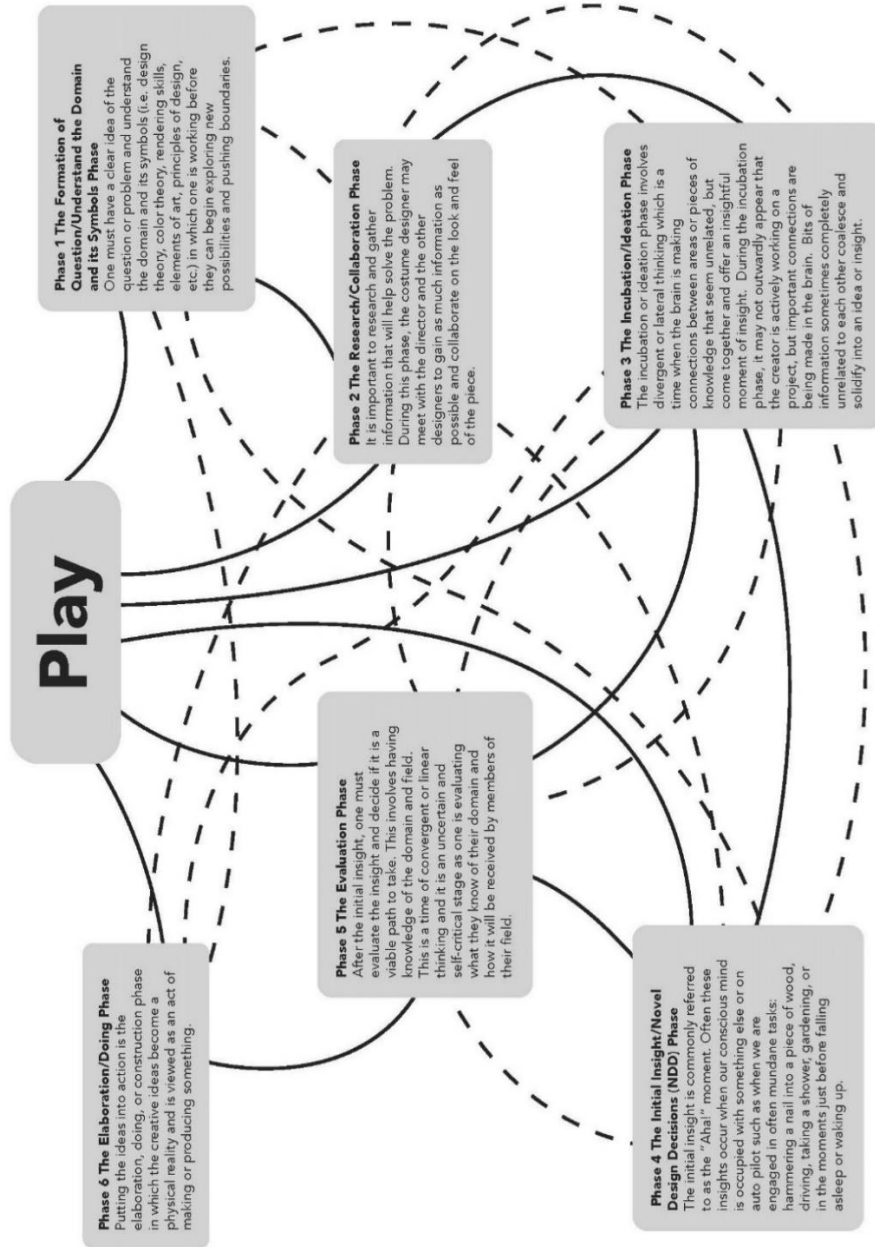 Play
Phase 1 The Formation of
Question/Understand the Domain
and its Symbols Phase
One must have a clear idea of the
question or problem and understand
the domain and its symbols (i.e. design
theory, color theory, rendering skills,
elements of art, principles of design,
etc.) in which one is working before
they can begin exploring new
possibilities and pushing boundaries.
Phase 2 The Research/Collaboration Phase
It is important to research and gather
information that will help solve the problem.
During this phase, the costume designer may
meet with the director and the other
designers to gain as much information as
possible and collaborate on the look and feel
of the piece.
Phase 3 The Incubation/Ideation Phase
The incubation or ideation phase involves
divergent or lateral thinking which is a
time when the brain is making
connections between areas or pieces of
knowledge that seem unrelated, but
come together and offer an insightful
moment of insight. During the incubation
phase, it may not outwardly appear that
the creator is actively working on a
project, but important connections are
being made in the brain. Bits of
information sometimes completely
unrelated to each other coalesce and
solidify into an idea or insight.
Phase 4 The Initial Insight/Novel
Design Decisions (NDD) Phase
The initial insight is commonly referred
to as the "Aha!" moment. Often these
insights occur when our conscious mind
is occupied with something else or on
auto pilot such as when we are
engaged in often mundane tasks:
hammering a nail into a piece of wood,
driving, taking a shower, gardening, or
in the moments just before falling
asleep or waking up.
Phase 5 The Evaluation Phase
After the initial insight, one must
evaluate the insight and decide if it is a
viable path to take. This involves having
knowledge of the domain and field.
This is a time of convergent or linear
thinking and it is an uncertain and
self-critical stage as one is evaluating
what they know of their domain and
how it will be received by members of
their field.
Phase 6 The Elaboration/Doing Phase
Putting the ideas into action is the
elaboration, doing, or construction phase
in which the creative ideas become a
physical reality and is viewed as an act of
making or producing something.